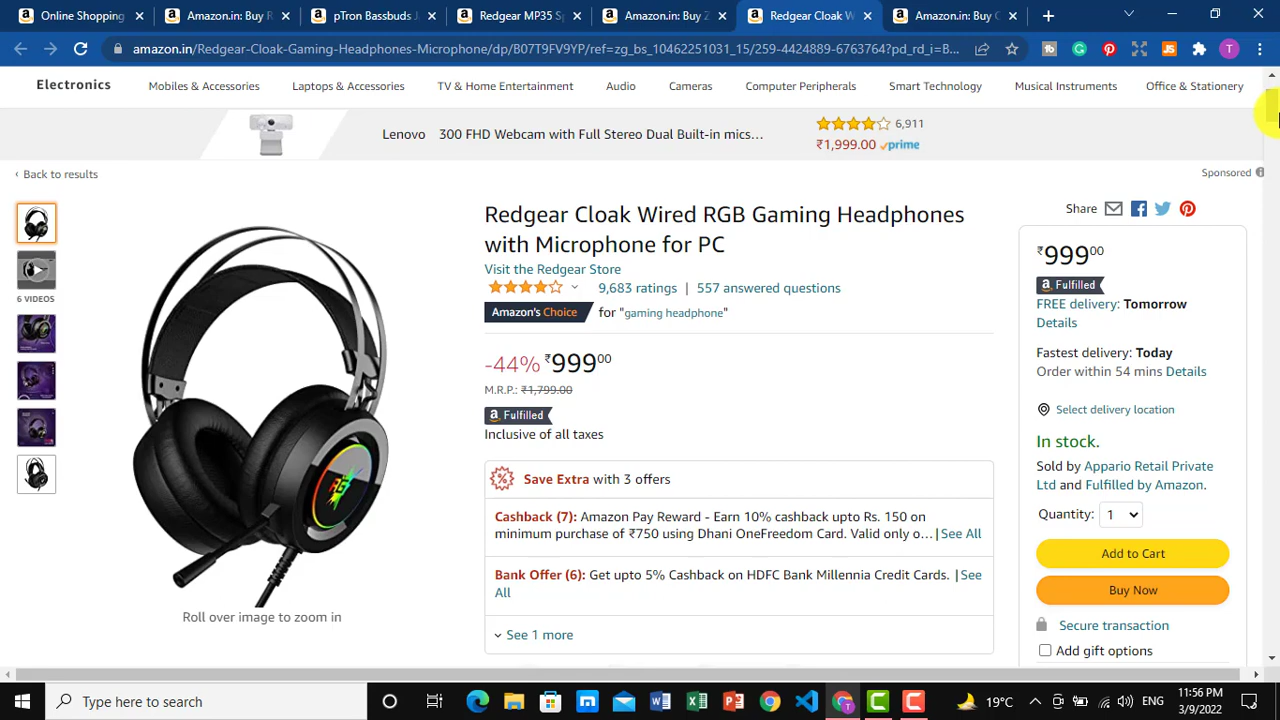 Online Shopping
Amazon.in: Buy R
pTron Bassbuds J
Redgear MP35 Sp
Amazon.in: Buy Z
Redgear Cloak W
Amazon.in: Buy C
amazon.in/Redgear-Cloak-Gaming-Headphones-Microphone/dp/B07T9FV9YP/ref=zg_bs_10462251031_15/259-4424889-6763764?pd_rd_i=B...
Electronics Mobiles & Accessories Laptops & Accessories TV & Home Entertainment Audio Cameras Computer Peripherals Smart Technology Musical Instruments Office & Stationery
Lenovo 300 FHD Webcam with Full Stereo Dual Built-in mics... 6,911
₹1,999.00 prime
‹ Back to results
Sponsored
6 VIDEOS
Roll over image to zoom in
Redgear Cloak Wired RGB Gaming Headphones
with Microphone for PC
Visit the Redgear Store
9,683 ratings | 557 answered questions
Amazon's Choice for "gaming headphone"
-44% ₹99900
M.R.P.: ₹1,799.00
a Fulfilled
Inclusive of all taxes
Save Extra with 3 offers
Cashback (7): Amazon Pay Reward - Earn 10% cashback upto Rs. 150 on
minimum purchase of ₹750 using Dhani OneFreedom Card. Valid only o... | See All
Bank Offer (6): Get upto 5% Cashback on HDFC Bank Millennia Credit Cards. | See
All
See 1 more
Share
₹99900
a Fulfilled
FREE delivery: Tomorrow
Details
Fastest delivery: Today
Order within 54 mins Details
Select delivery location
In stock.
Sold by Appario Retail Private
Ltd and Fulfilled by Amazon.
Quantity: 1
Add to Cart
Buy Now
Secure transaction
Add gift options
Type here to search
19°C
ENG
11:56 PM
3/9/2022